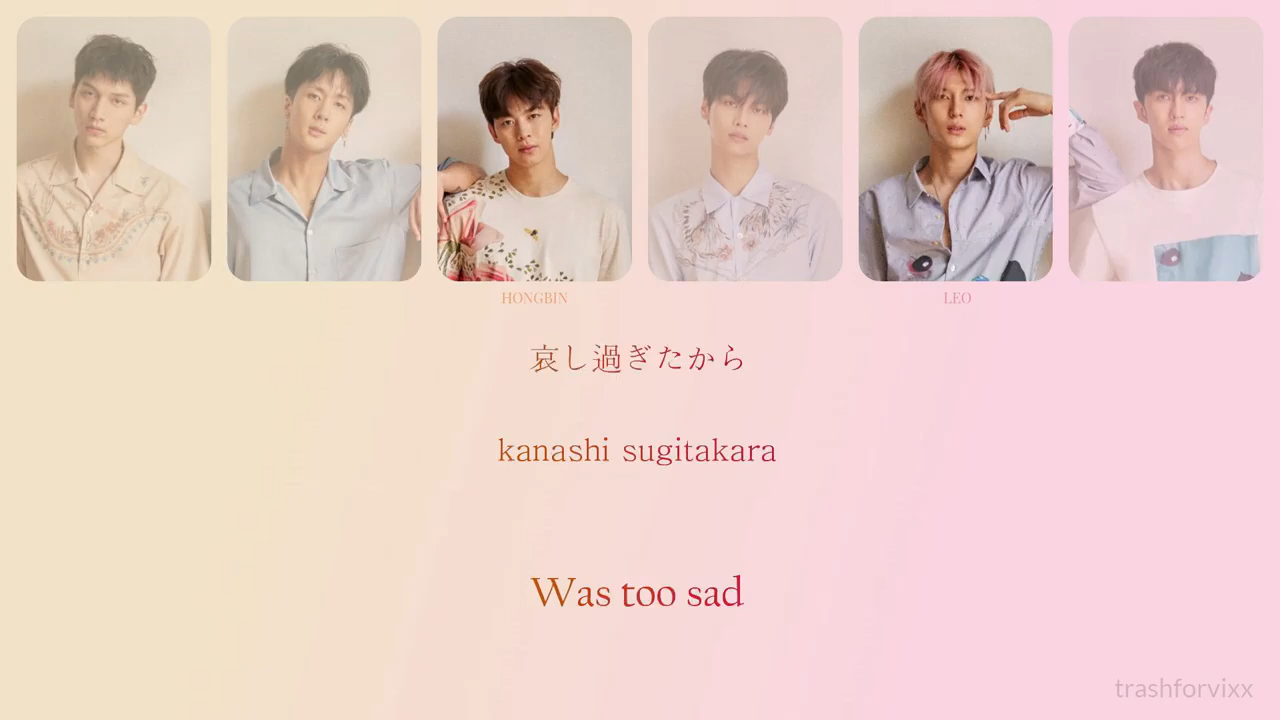 HONGBIN
LEO
哀し過ぎたから
kanashi sugitakara
Was too sad
trashforvixx